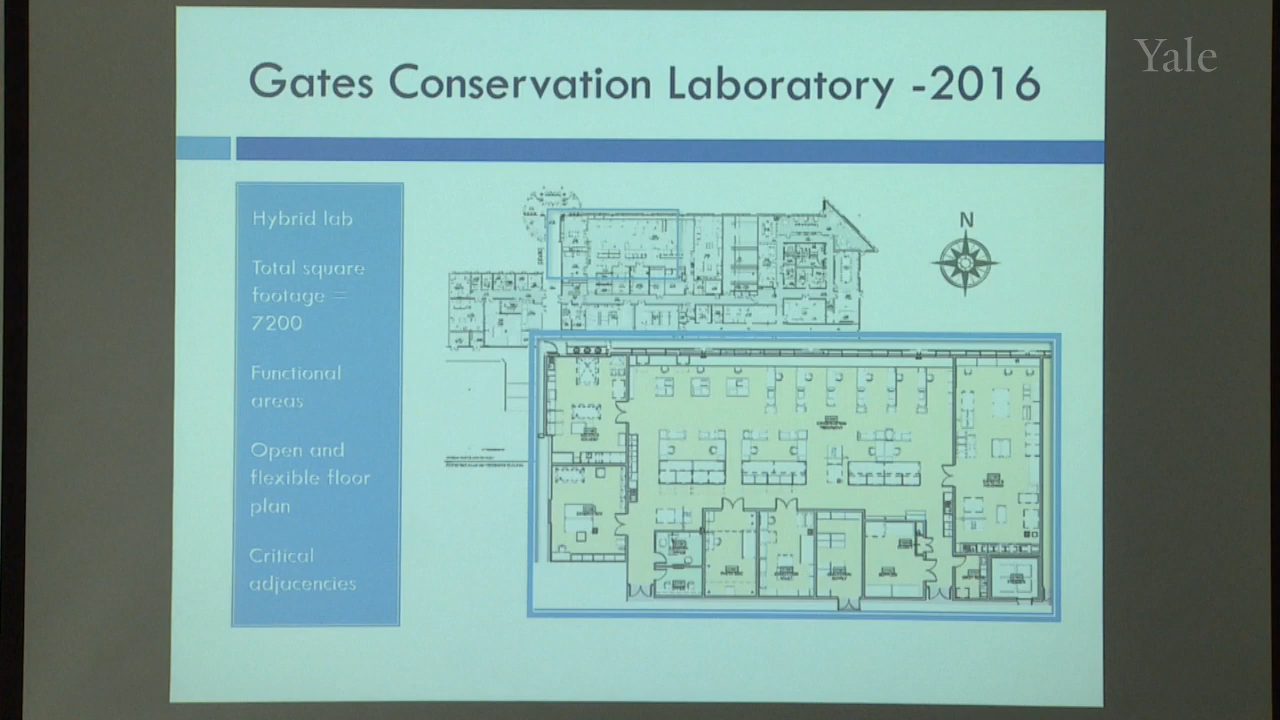 Yale
Gates Conservation Laboratory -2016
Hybrid lab
Total square
footage =
7200
Functional
areas
Open and
flexible floor
plan
Critical
adjacencies
N